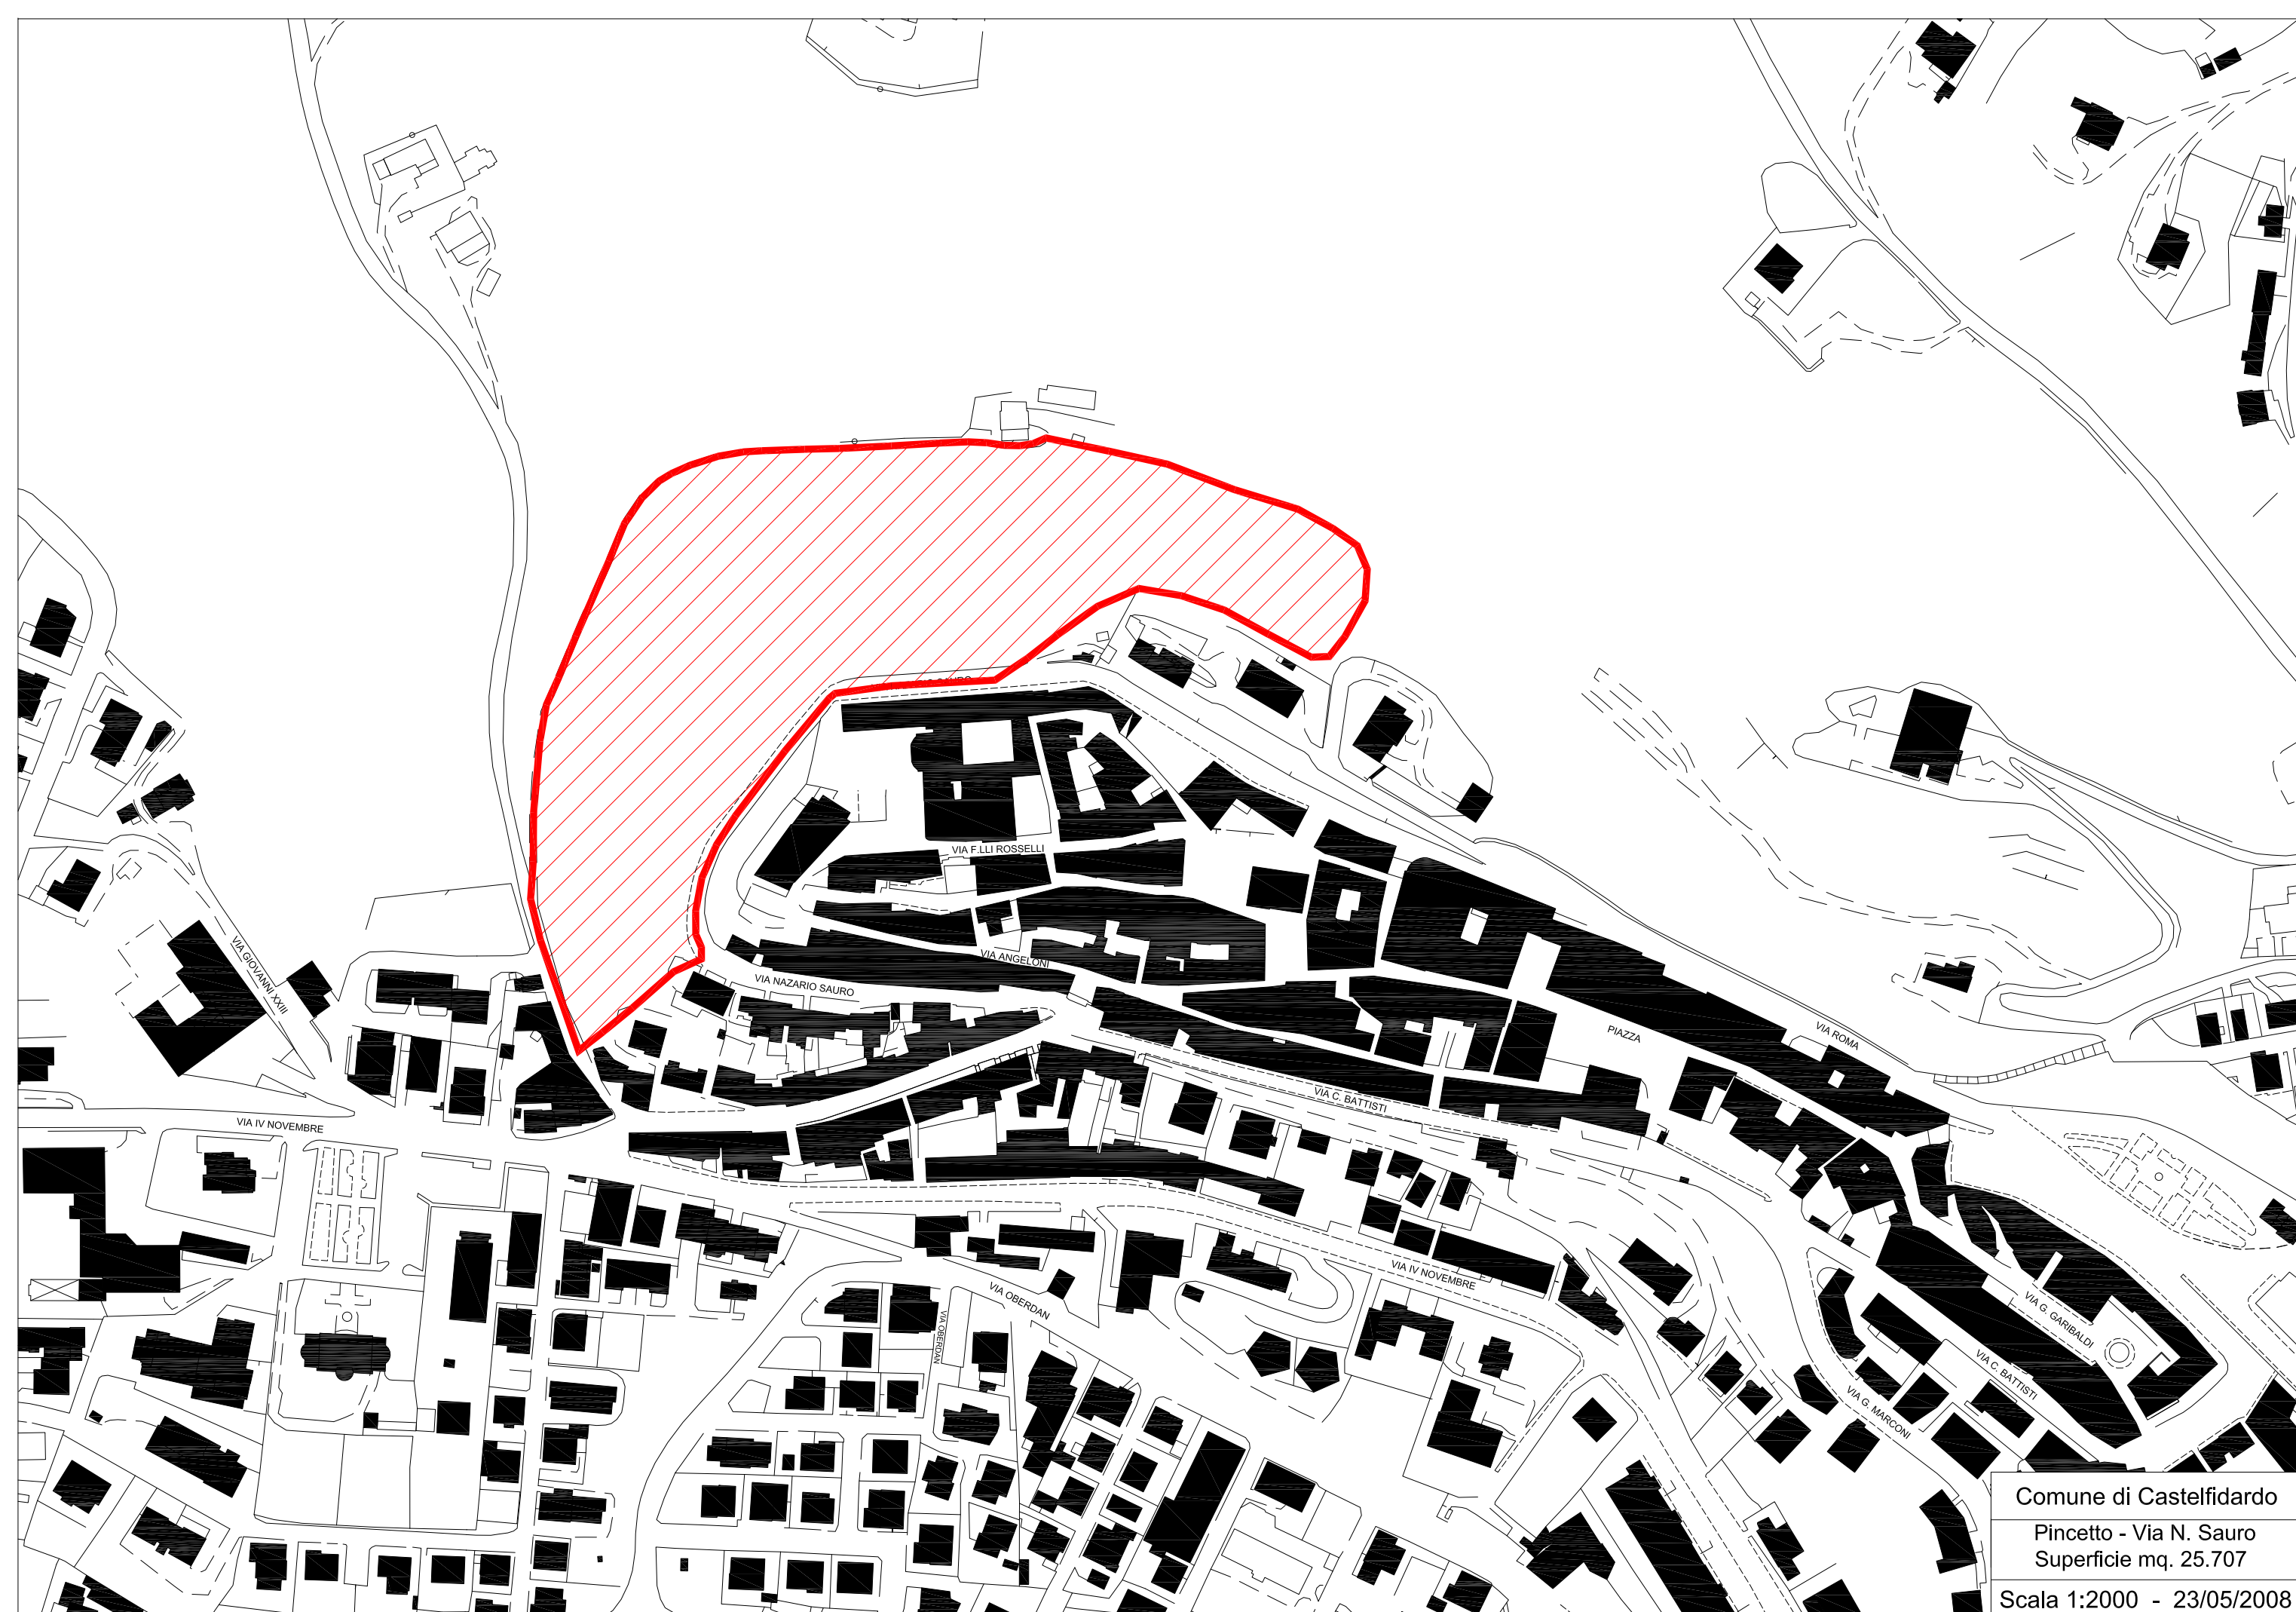 VIA F.LLI ROSSELLI
VIA ANGELONI
VIA NAZARIO SAURO
VIA GIOVANNI XXIII
PIAZZA
VIA ROMA
VIA C. BATTISTI
VIA IV NOVEMBRE
VIA IV NOVEMBRE
VIA OBERDAN
VIA OBERDAN
VIA G. GARIBALDI
VIA C. BATTISTI
VIA G. MARCONI
Comune di Castelfidardo
Pincetto - Via N. Sauro
Superficie mq. 25.707
Scala 1:2000 - 23/05/2008